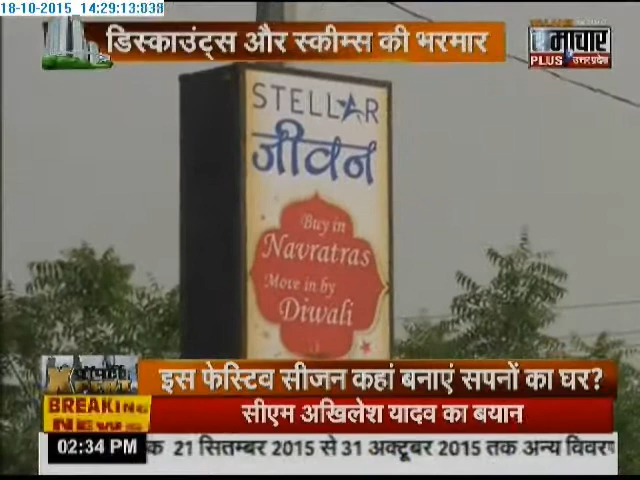 18-10-2015 14:29:13:038
डिस्काउंट्स और स्कीम्स की भरमार
समाचार
PLUS उत्तर प्रदेश
STELLAR
जीवन
Buy in
Navratras
Move in by
Diwali
इस फेस्टिव सीजन कहां बनाएं सपनों का घर?
BREAKING
NEWS
सीएम अखिलेश यादव का बयान
02:34 PM
क 21 सितम्बर 2015 से 31 अक्टूबर 2015 तक अन्य विवरण